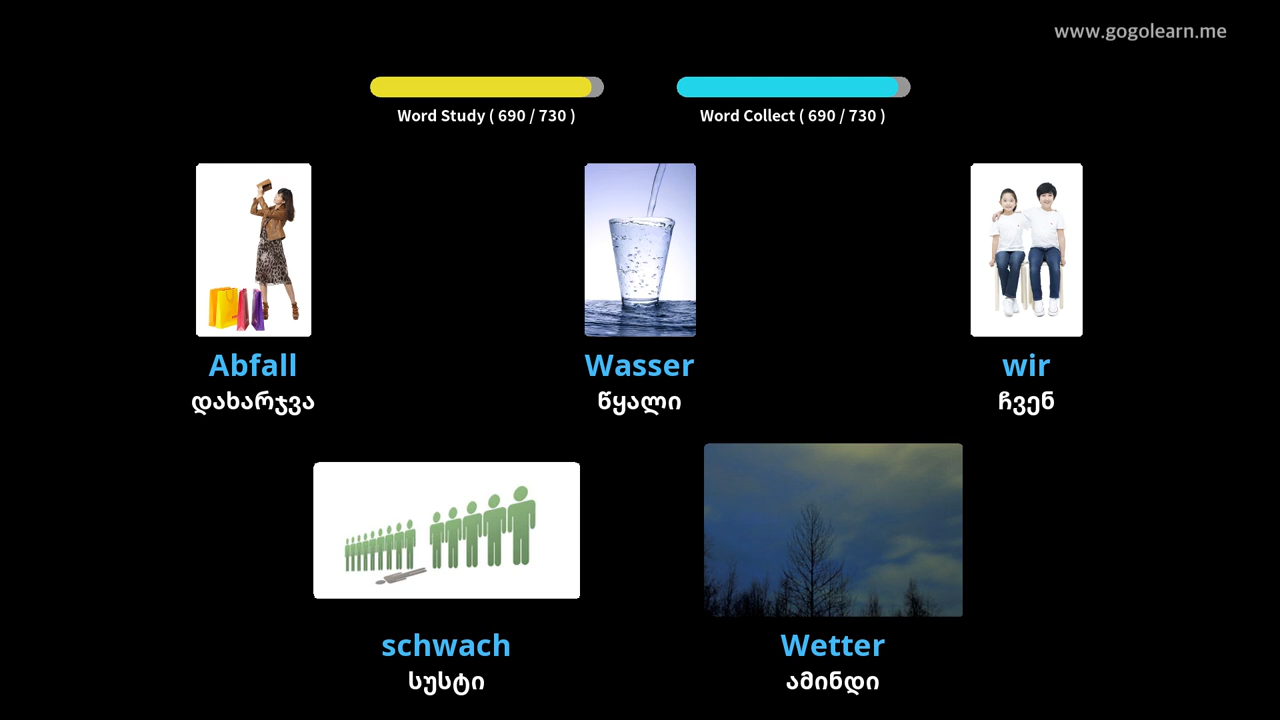 www.gogolearn.me
Word Study ( 690 / 730 )
Word Collect ( 690 / 730 )
Abfall
დახარჯვა
Wasser
წყალი
wir
ჩვენ
schwach
სუსტი
Wetter
ამინდი